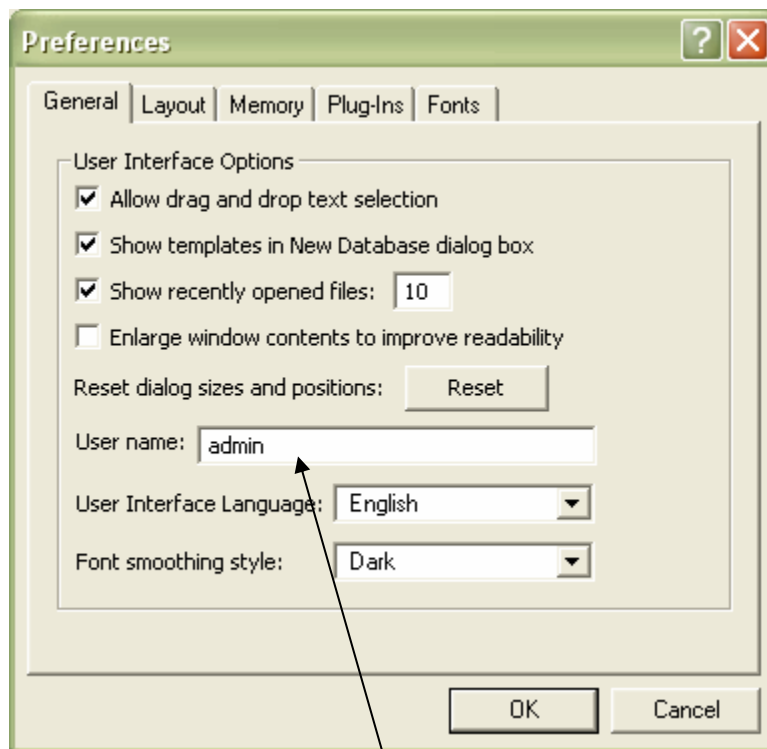 Preferences
General Layout Memory Plug-Ins Fonts
User Interface Options
Allow drag and drop text selection
Show templates in New Database dialog box
Show recently opened files: 10
Enlarge window contents to improve readability
Reset dialog sizes and positions: Reset
User name: admin
User Interface Language: English
Font smoothing style: Dark
OK Cancel